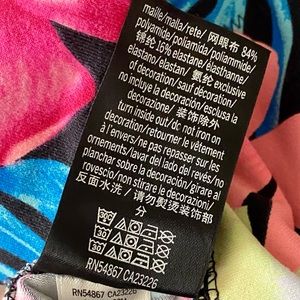 maille/malla/rete/ 网眼布 84%
polyamide/poliamida/poliammide/
锦纶 16% elastane/élasthanne/
elastano/elastan/ 氨纶 exclusive
of decoration/sauf décoration/
no incluye la decoración/esclusa la
decorazione/ 装饰除外
turn inside out/dc not iron on
decoration/retourner le vêtement
à l'envers/ne pas repasser sur les
ornements/lavar del lado del revés/no
planchar la decoración/girare al
rovescio/non stirare le decorazioni/
反面水洗 / 请勿熨烫装饰部
分
RN54867 CA23226
RN54867 CA23226